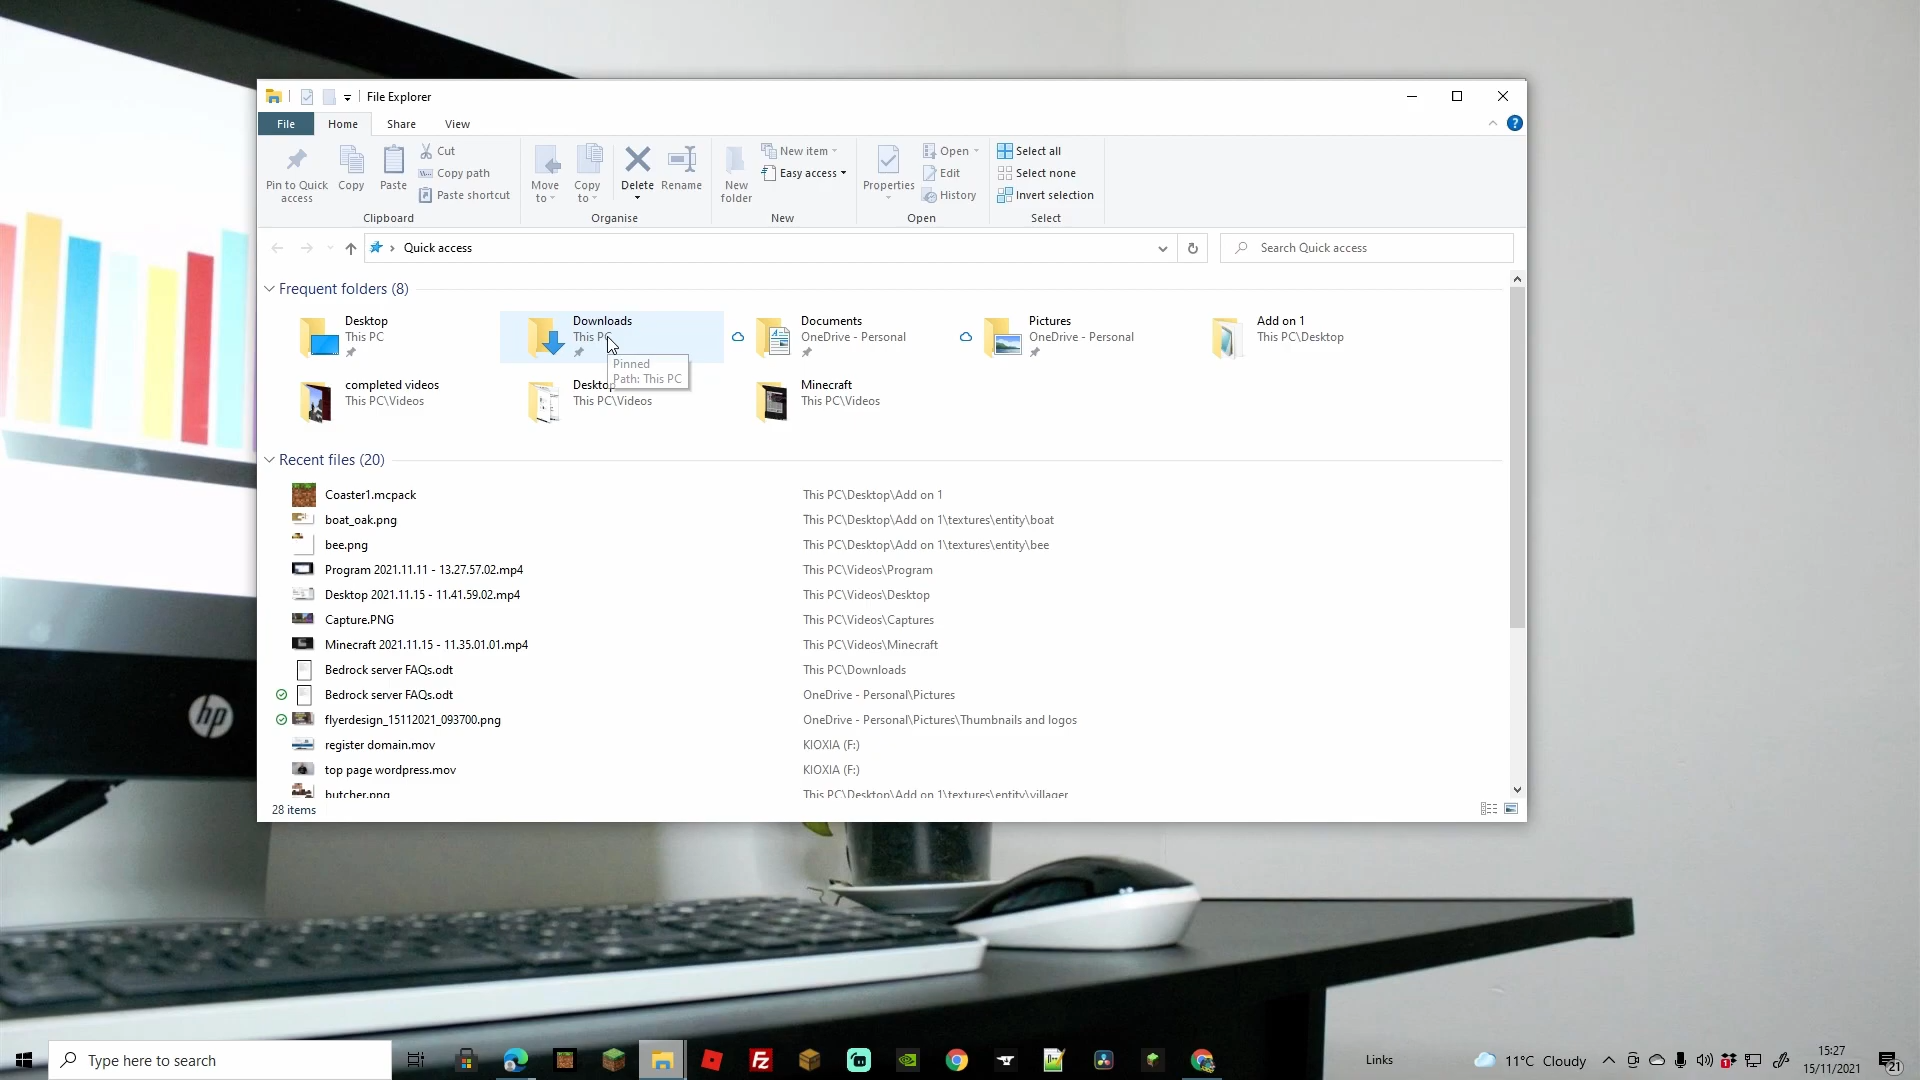 File Explorer
File
Home
Share
View
?
Pin to Quick access
Copy
Paste
Cut
Copy path
Paste shortcut
Clipboard
Move to
Copy to
Delete
Rename
Organise
New folder
New item
Easy access
New
Properties
Open
Edit
History
Open
Select all
Select none
Invert selection
Select
Quick access
Search Quick access
Frequent folders (8)
Desktop
This PC
Downloads
This PC
Documents
OneDrive - Personal
Pictures
OneDrive - Personal
Add on 1
This PC\Desktop
Pinned
Path: This PC
completed videos
This PC\Videos
Desktop
This PC\Videos
Minecraft
This PC\Videos
Recent files (20)
Coaster1.mcpack This PC\Desktop\Add on 1
boat_oak.png This PC\Desktop\Add on 1\textures\entity\boat
bee.png This PC\Desktop\Add on 1\textures\entity\bee
Program 2021.11.11 - 13.27.57.02.mp4 This PC\Videos\Program
Desktop 2021.11.15 - 11.41.59.02.mp4 This PC\Videos\Desktop
Capture.PNG This PC\Videos\Captures
Minecraft 2021.11.15 - 11.35.01.01.mp4 This PC\Videos\Minecraft
Bedrock server FAQs.odt This PC\Downloads
Bedrock server FAQs.odt OneDrive - Personal\Pictures
flyerdesign_15112021_093700.png OneDrive - Personal\Pictures\Thumbnails and logos
register domain.mov KIOXIA (F:)
top page wordpress.mov KIOXIA (F:)
butcher.png This PC\Desktop\Add on 1\textures\entity\villager
28 items
hp
Type here to search
Fz
Links
11°C Cloudy
15:27
15/11/2021
21